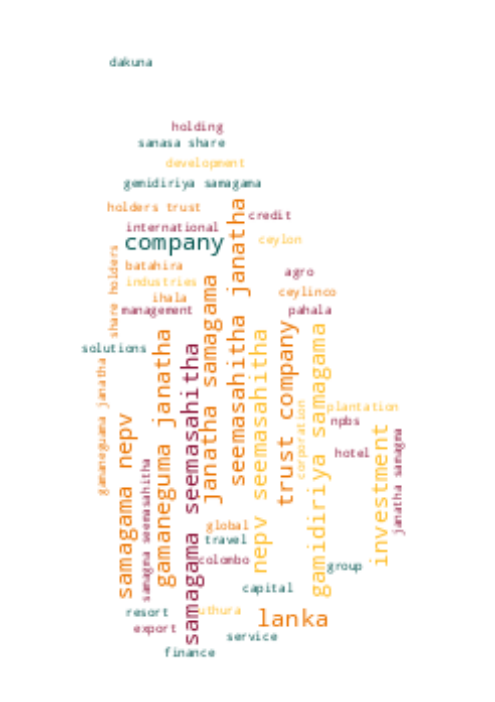 dakuna
holding
sanasa share
development
gemidiriya samagama
holders trust
credit
international
company
ceylon
batahira
agro
industries
ceylinco
ihala
management
pahala
share holders
seemasahitha janatha
janatha samagama
solutions
gamaneguma janatha
samagama nepv
gamaneguma janatha
samagama seemasahitha
nepv seemasahitha
trust company
gamidiriya samagama
corporation
plantation
npbs
hotel
investment
janatha samagma
samagma seemasahitha
global
travel
colombo
group
capital
resort
uthura
lanka
export
service
finance